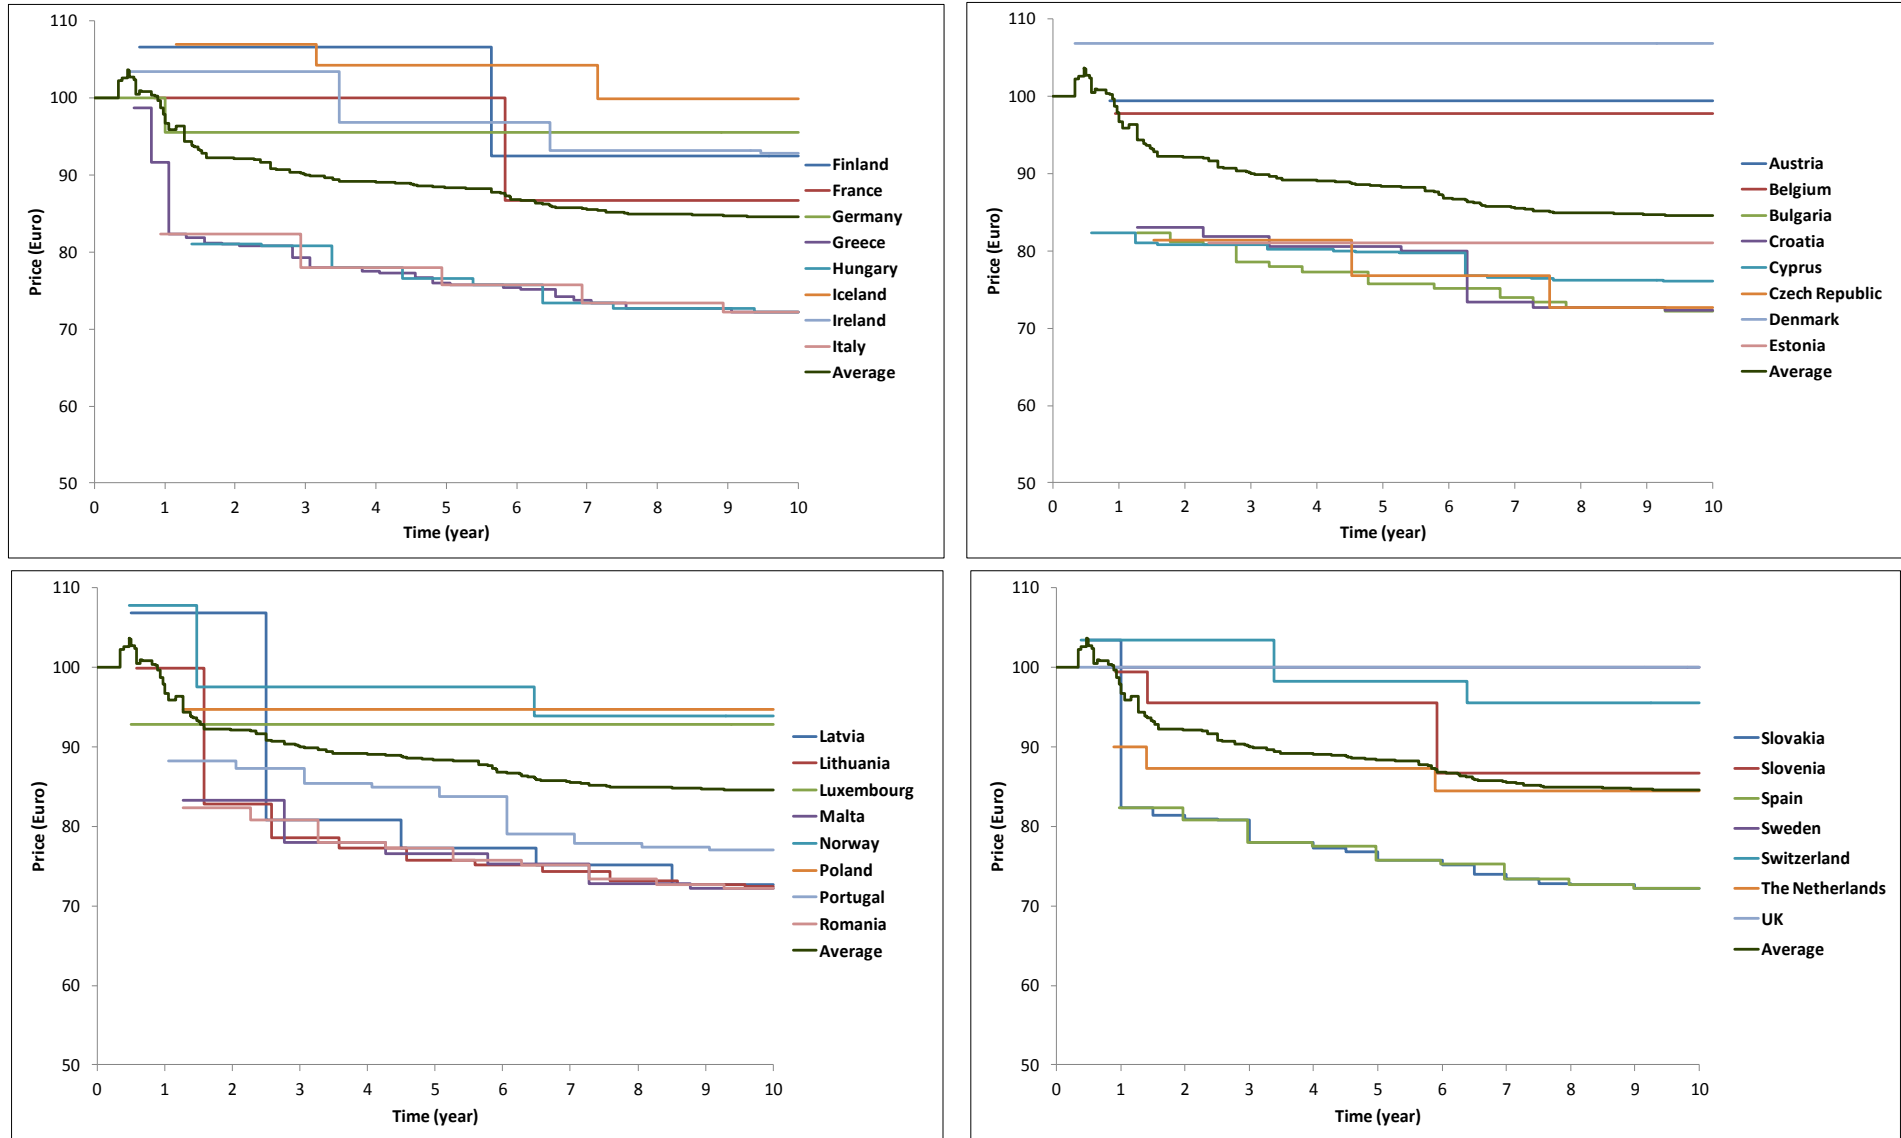 110
100
90
80
70
60
50
Price (Euro)
0 1 2 3 4 5 6 7 8 9 10
Time (year)
Finland
France
Germany
Greece
Hungary
Iceland
Ireland
Italy
Average
110
100
90
80
70
60
50
Price (Euro)
0 1 2 3 4 5 6 7 8 9 10
Time (year)
Austria
Belgium
Bulgaria
Croatia
Cyprus
Czech Republic
Denmark
Estonia
Average
110
100
90
80
70
60
50
Price (Euro)
0 1 2 3 4 5 6 7 8 9 10
Time (year)
Latvia
Lithuania
Luxembourg
Malta
Norway
Poland
Portugal
Romania
Average
110
100
90
80
70
60
50
Price (Euro)
0 1 2 3 4 5 6 7 8 9 10
Time (year)
Slovakia
Slovenia
Spain
Sweden
Switzerland
The Netherlands
UK
Average